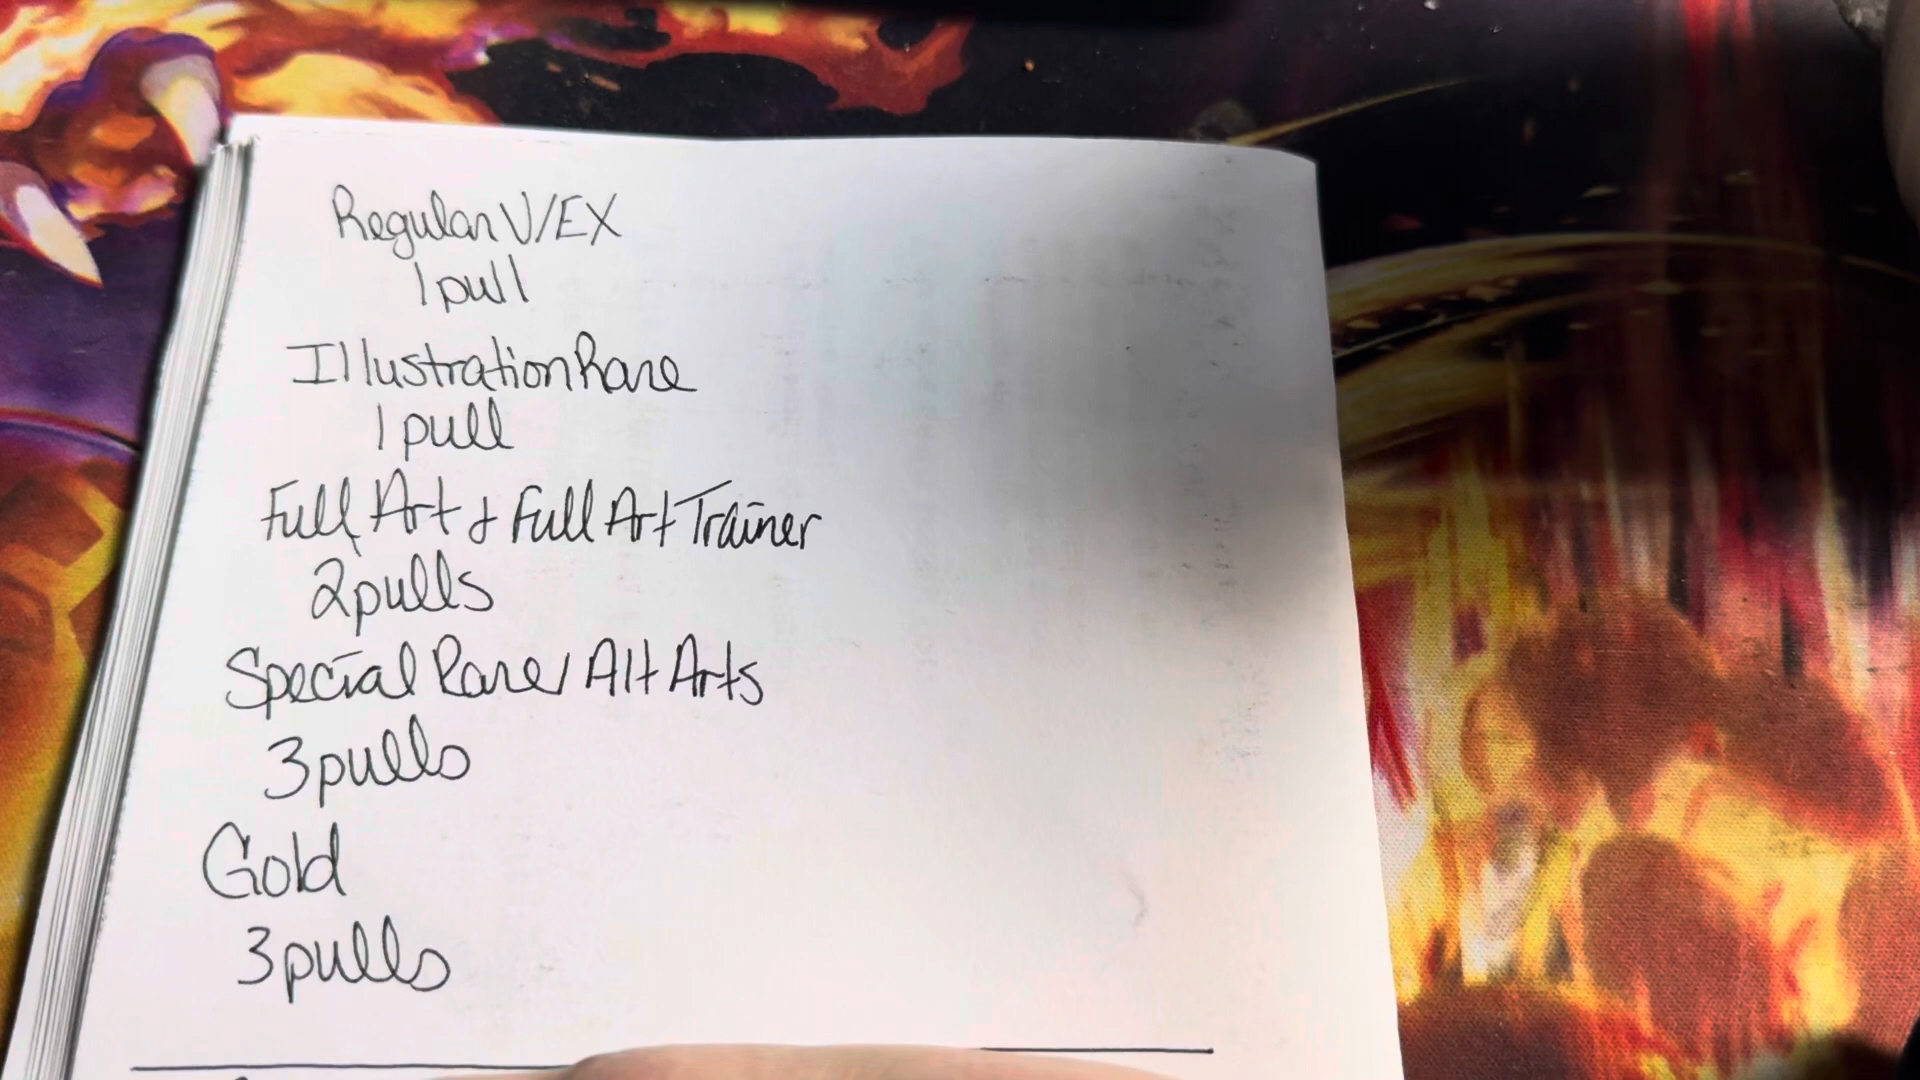 Regular V/EX
1 pull
Illustration Rare
1 pull
Full Art & Full Art Trainer
2 pulls
Special Rare/Alt Arts
3 pulls
Gold
3 pulls